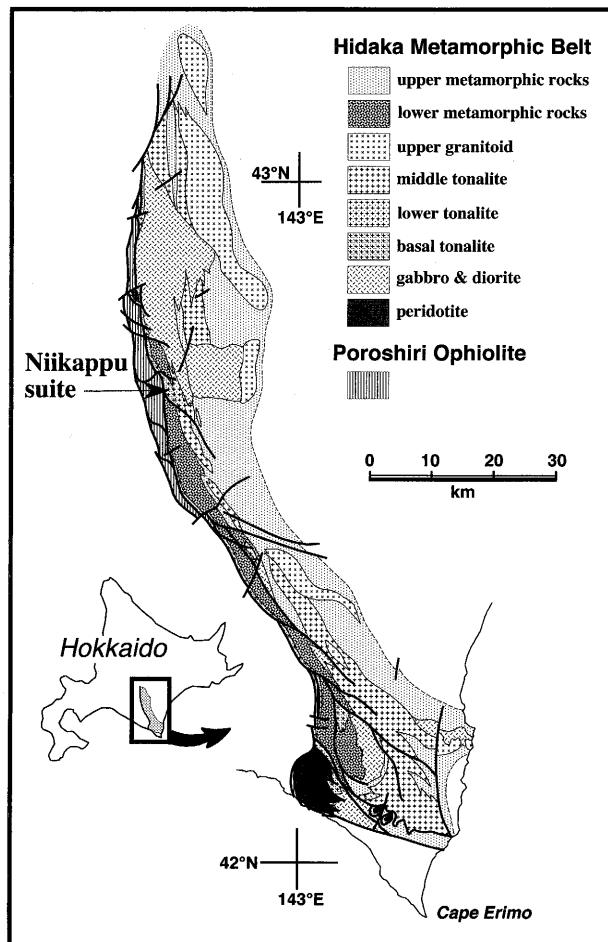 Hidaka Metamorphic Belt
upper metamorphic rocks
lower metamorphic rocks
upper granitoid
middle tonalite
lower tonalite
basal tonalite
gabbro & diorite
peridotite
Poroshiri Ophiolite
43°N
143°E
Niikappu
suite
0 10 20 30
km
Hokkaido
42°N
143°E
Cape Erimo